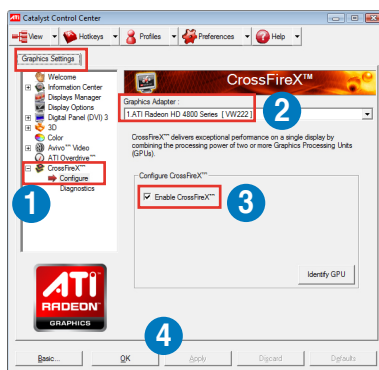 ATI Catalyst Control Center
View Hotkeys Profiles Preferences Help
Graphics Settings
Welcome
Information Center
Displays Manager
Display Options
Digital Panel (DVI) 3
3D
Color
Avivo™ Video
ATI Overdrive™
CrossFireX™
Configure
Diagnostics
1
CrossFireX™
Graphics Adapter :
1.ATI Radeon HD 4800 Series [ VW222 ]
2
CrossFireX™ delivers exceptional performance on a single display by
combining the processing power of two or more Graphics Processing Units
(GPUs).
Configure CrossFireX™
Enable CrossFireX™
3
Identify GPU
ATI
RADEON
GRAPHICS
4
Basic...
OK
Apply
Discard
Defaults